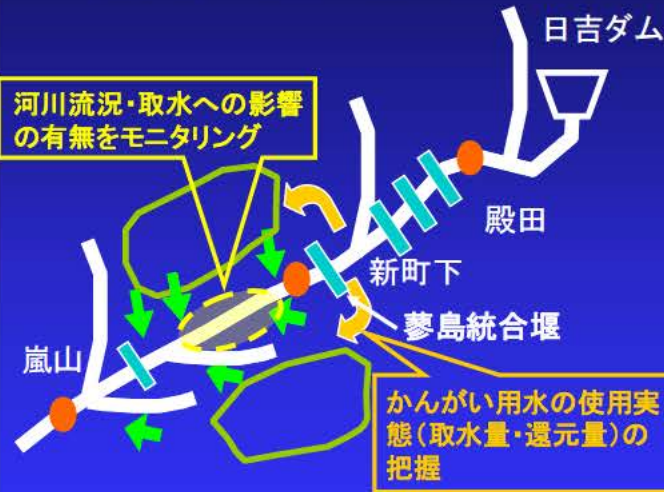 日吉ダム
河川流況・取水への影響
の有無をモニタリング
殿田
新町下
蓼島統合堰
嵐山
かんがい用水の使用実
態(取水量・還元量)の
把握